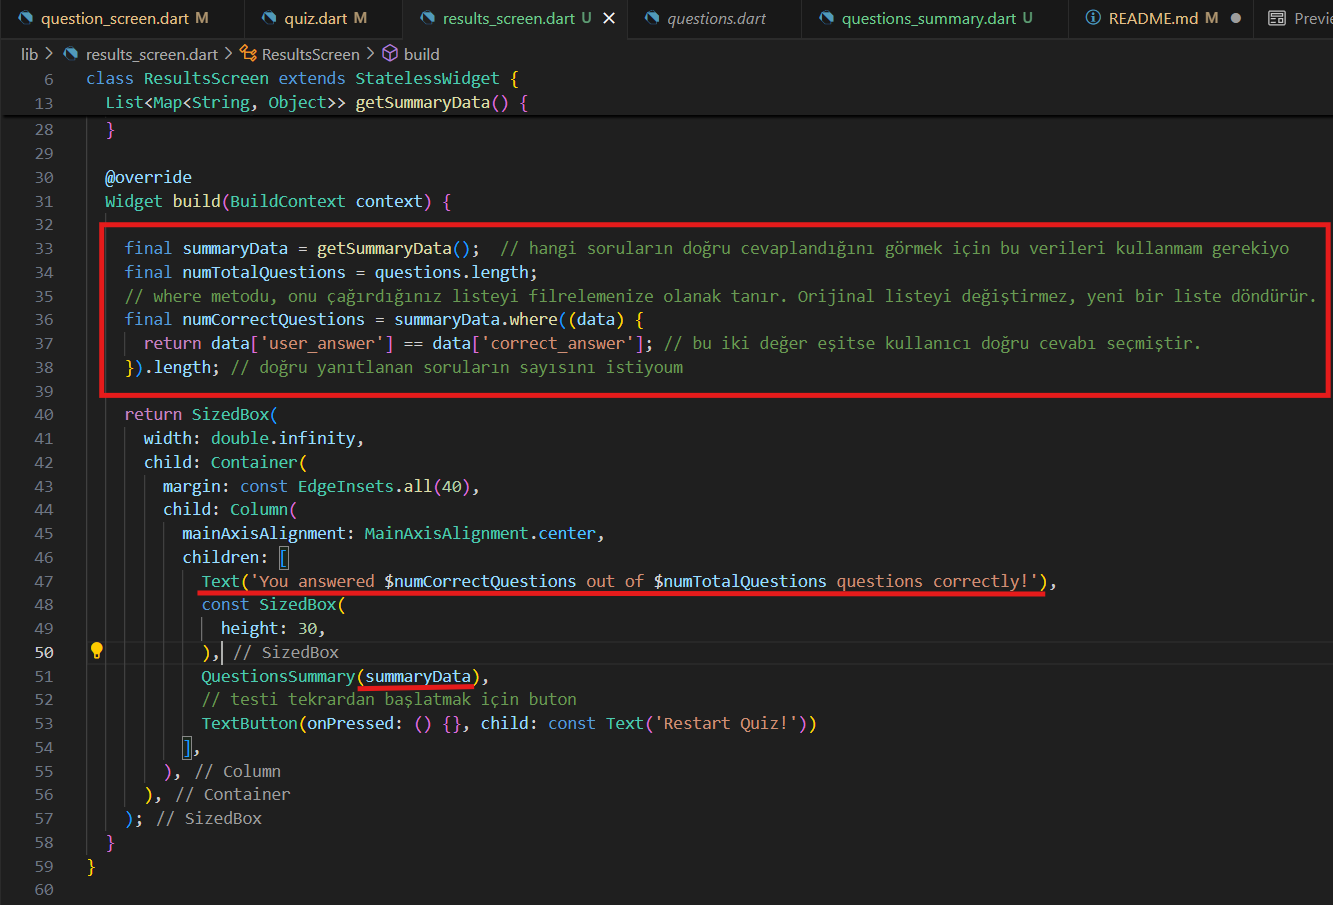 question_screen.dart M quiz.dart M results_screen.dart U questions.dart questions_summary.dart U README.md M Previe
lib > results_screen.dart > ResultsScreen > build
6 class ResultsScreen extends StatelessWidget {
13 List<Map<String, Object>> getSummaryData() {
28 }
29
30 @override
31 Widget build(BuildContext context) {
32
33 final summaryData = getSummaryData(); // hangi soruların doğru cevaplandığını görmek için bu verileri kullanmam gerekiyo
34 final numTotalQuestions = questions.length;
35 // where metodu, onu çağırdığınız listeyi filrelemenize olanak tanır. Orijinal listeyi değiştirmez, yeni bir liste döndürür.
36 final numCorrectQuestions = summaryData.where((data) {
37 return data['user_answer'] == data['correct_answer']; // bu iki değer eşitse kullanıcı doğru cevabı seçmiştir.
38 }).length; // doğru yanıtlanan soruların sayısını istiyoum
39
40 return SizedBox(
41 width: double.infinity,
42 child: Container(
43 margin: const EdgeInsets.all(40),
44 child: Column(
45 mainAxisAlignment: MainAxisAlignment.center,
46 children: [
47 Text('You answered $numCorrectQuestions out of $numTotalQuestions questions correctly!'),
48 const SizedBox(
49 height: 30,
50 ), // SizedBox
51 QuestionsSummary(summaryData),
52 // testi tekrardan başlatmak için buton
53 TextButton(onPressed: () {}, child: const Text('Restart Quiz!'))
54 ],
55 ), // Column
56 ), // Container
57 ); // SizedBox
58 }
59 }
60